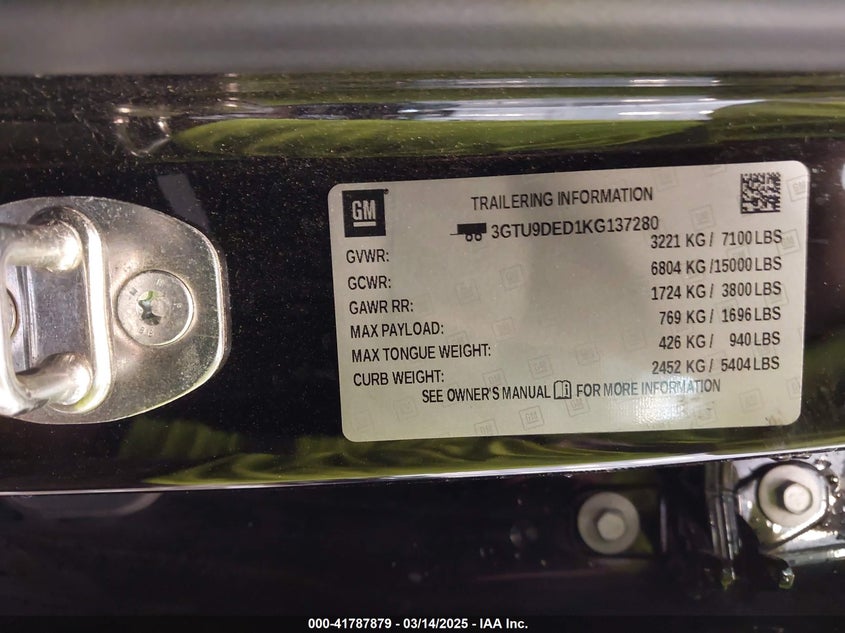 GM
TRAILERING INFORMATION
3GTU9DED1KG137280
GVWR: 3221 KG / 7100 LBS
GCWR: 6804 KG / 15000 LBS
GAWR RR: 1724 KG / 3800 LBS
MAX PAYLOAD: 769 KG / 1696 LBS
MAX TONGUE WEIGHT: 426 KG / 940 LBS
CURB WEIGHT: 2452 KG / 5404 LBS
SEE OWNER'S MANUAL FOR MORE INFORMATION
000-41787879 - 03/14/2025 - IAA Inc.